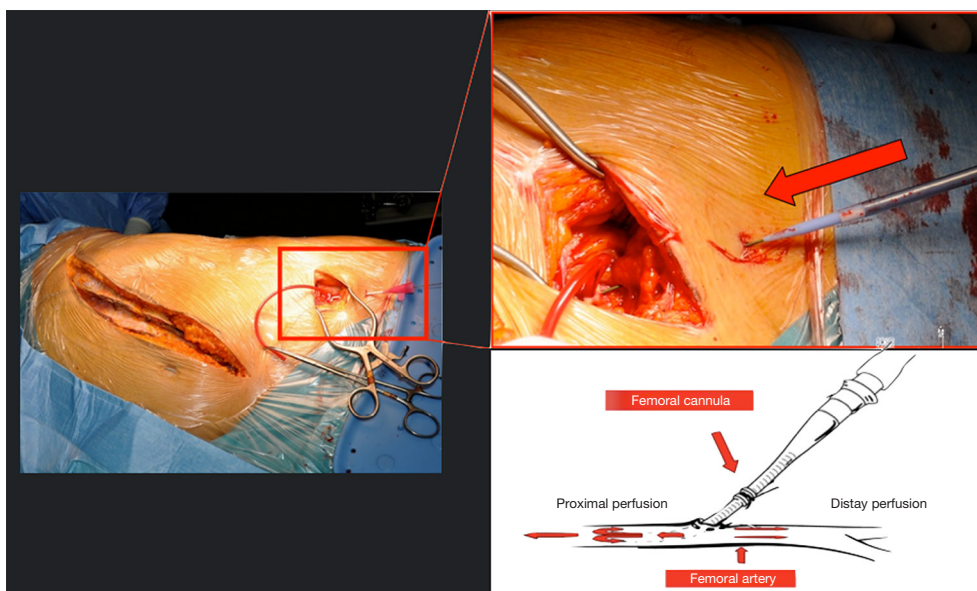 Femoral cannula
Proximal perfusion
Distay perfusion
Femoral artery